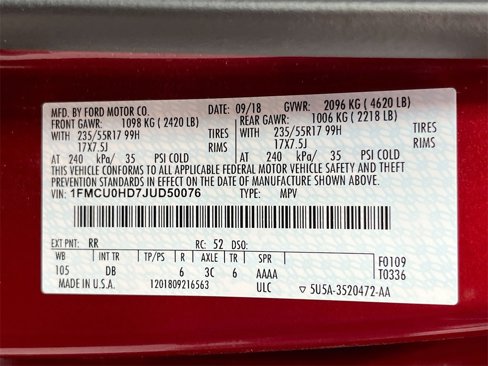 MFD. BY FORD MOTOR CO. 09/18 GVWR: 2096 KG ( 4620 LB)
FRONT GAWR: 1098 KG ( 2420 LB) REAR GAWR: 1006 KG ( 2218 LB)
WITH 235/55R17 99H TIRES WITH 235/55R17 99H TIRES
17X7.5J 17X7.5J
AT 240 kPa/ 35 PSI COLD AT 240 kPa/ 35 PSI COLD
THIS VEHICLE CONFORMS TO ALL APPLICABLE FEDERAL MOTOR VEHICLE SAFETY AND THEFT PREVENTION STANDARDS IN EFFECT ON THE DATE OF MANUFACTURE SHOWN ABOVE.
VIN: 1FMCU0HD7JUD50076 TYPE: MPV
EXT PNT: RR RC: 52 DSO:
WB INT TR TP/PS R AXLE TR SPR F0109
105 DB 6 3C 6 AAAA T0336
MADE IN U.S.A. 1201809216563 ULC ▽ 5U5A-3520472-AA